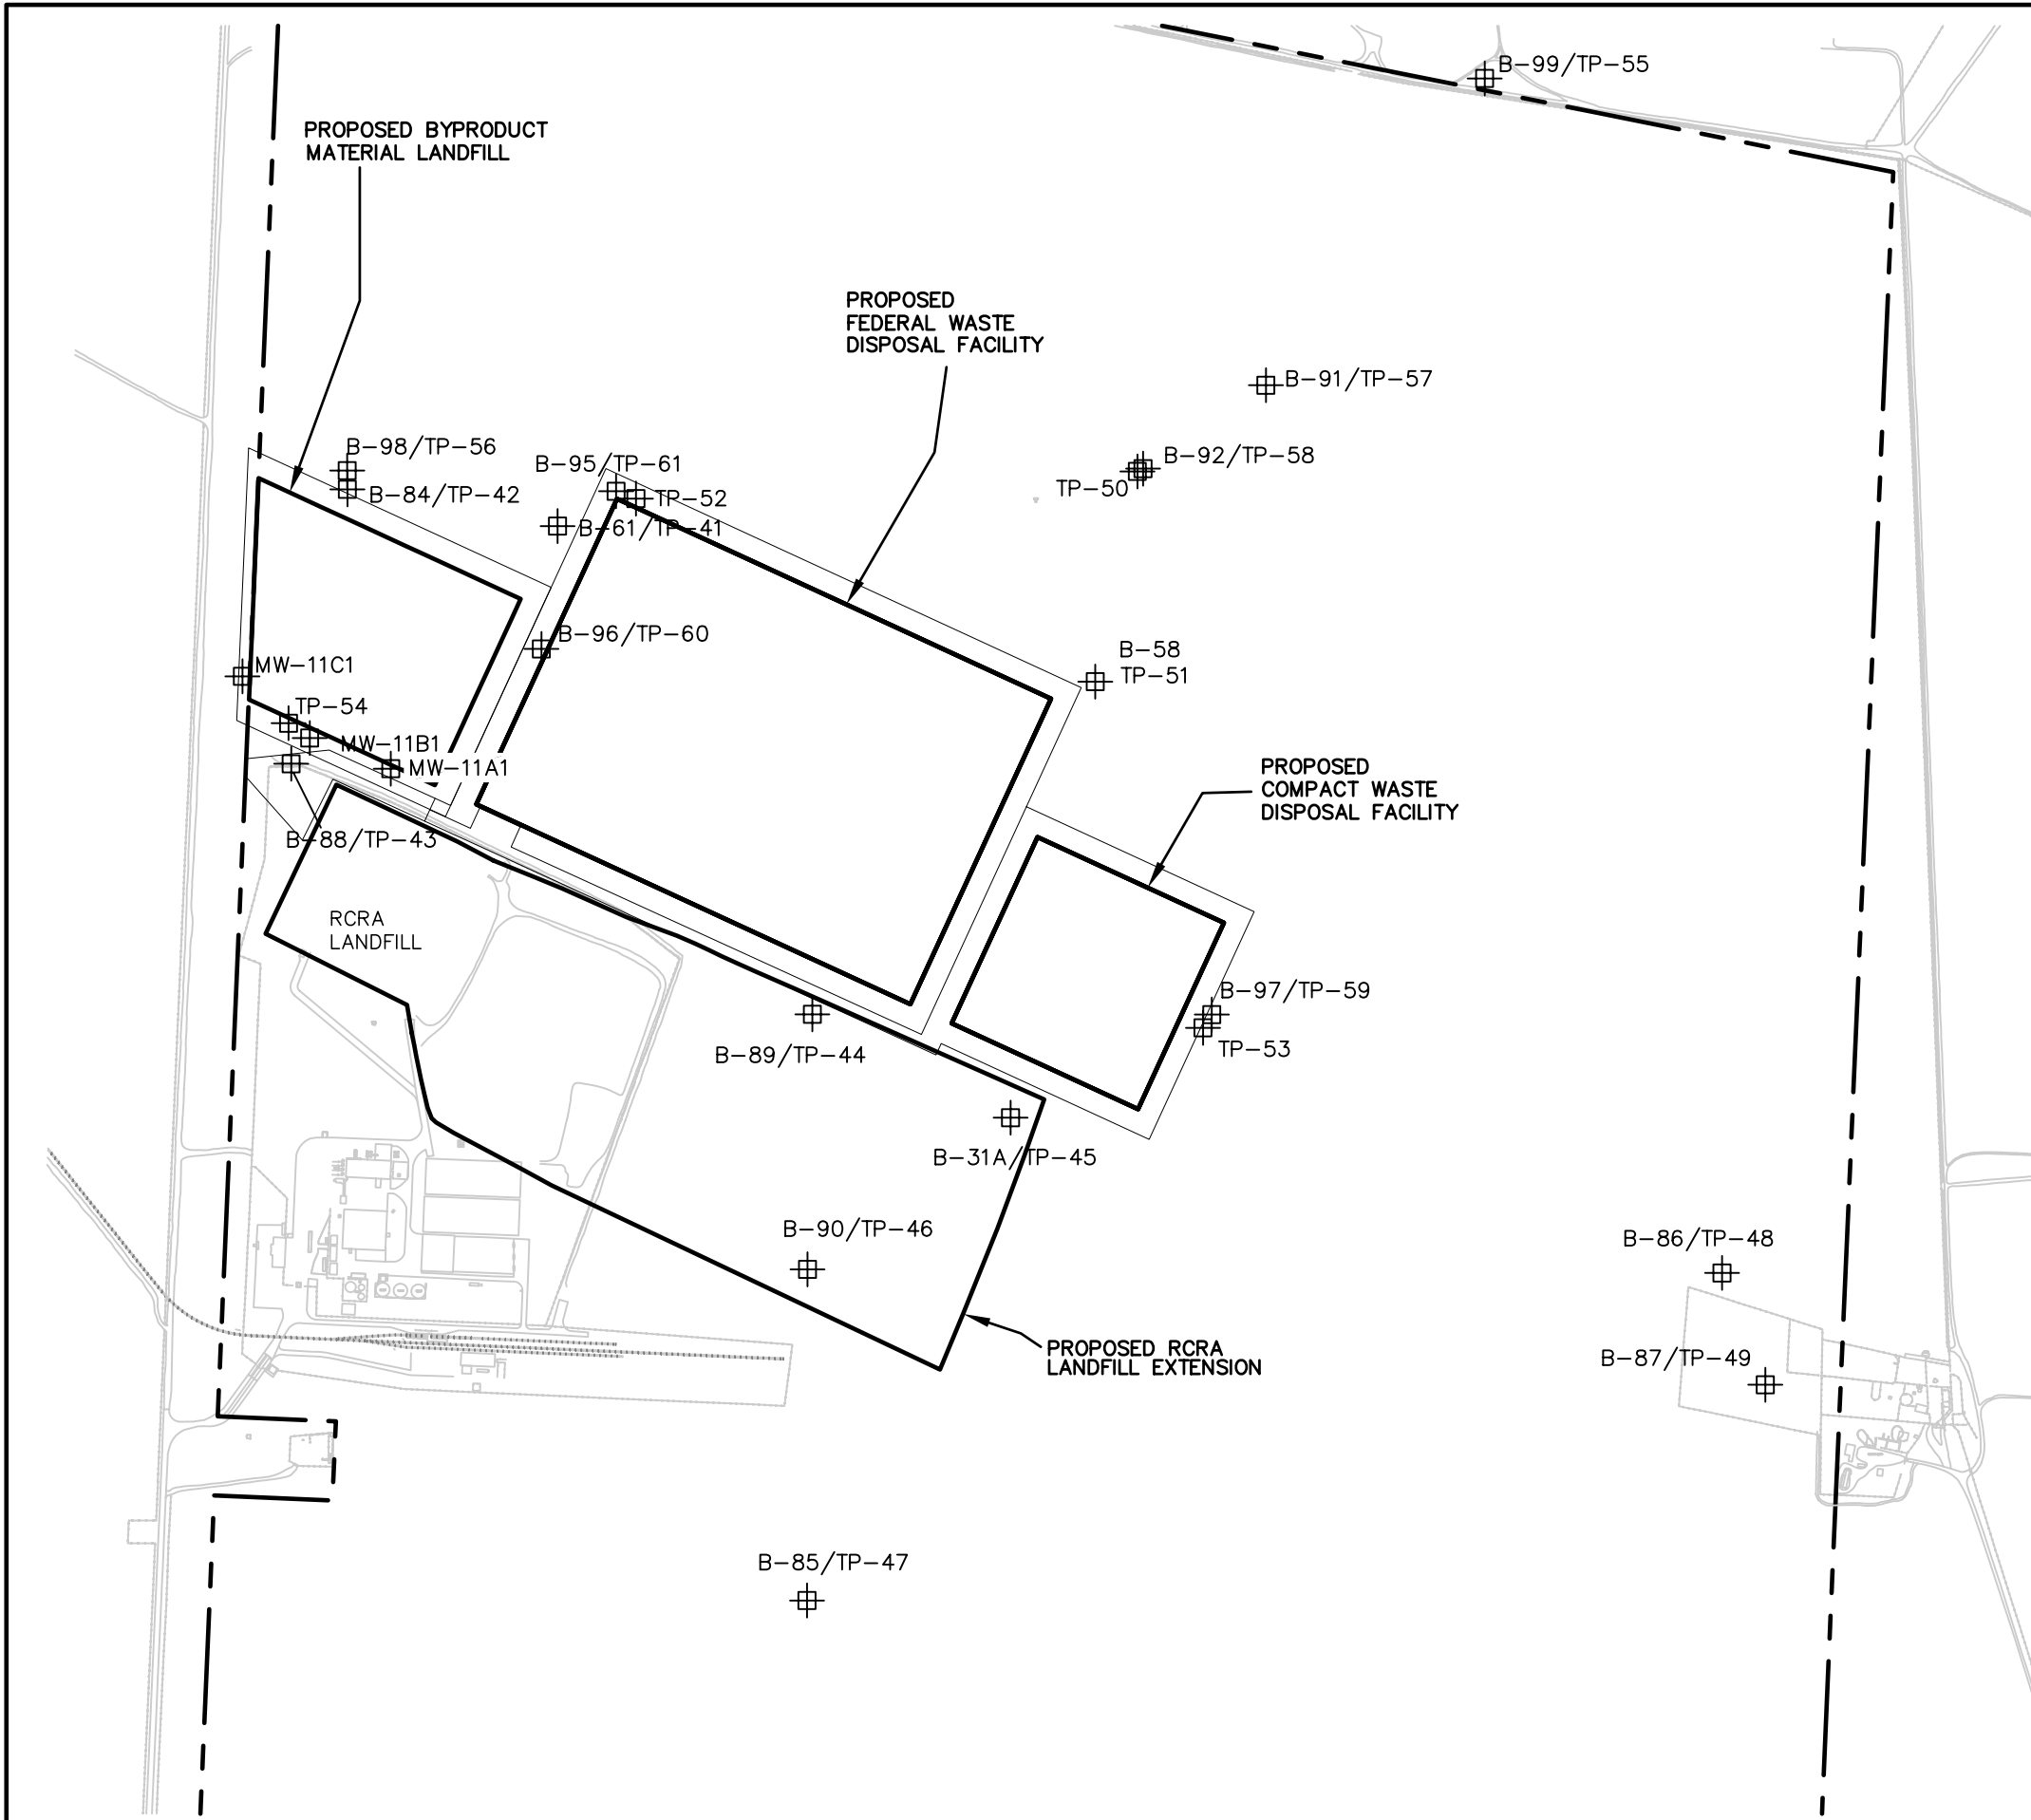 B-99/TP-55
PROPOSED BYPRODUCT
MATERIAL LANDFILL
PROPOSED
FEDERAL WASTE
DISPOSAL FACILITY
B-91/TP-57
B-98/TP-56
B-95/TP-61
B-92/TP-58
TP-50
B-84/TP-42
TP-52
B-61/TP-41
B-96/TP-60
B-58
TP-51
MW-11C1
TP-54
MW-11B1
MW-11A1
PROPOSED
COMPACT WASTE
DISPOSAL FACILITY
B-88/TP-43
RCRA
LANDFILL
B-97/TP-59
TP-53
B-89/TP-44
B-31A/TP-45
B-90/TP-46
B-86/TP-48
PROPOSED RCRA
LANDFILL EXTENSION
B-87/TP-49
B-85/TP-47